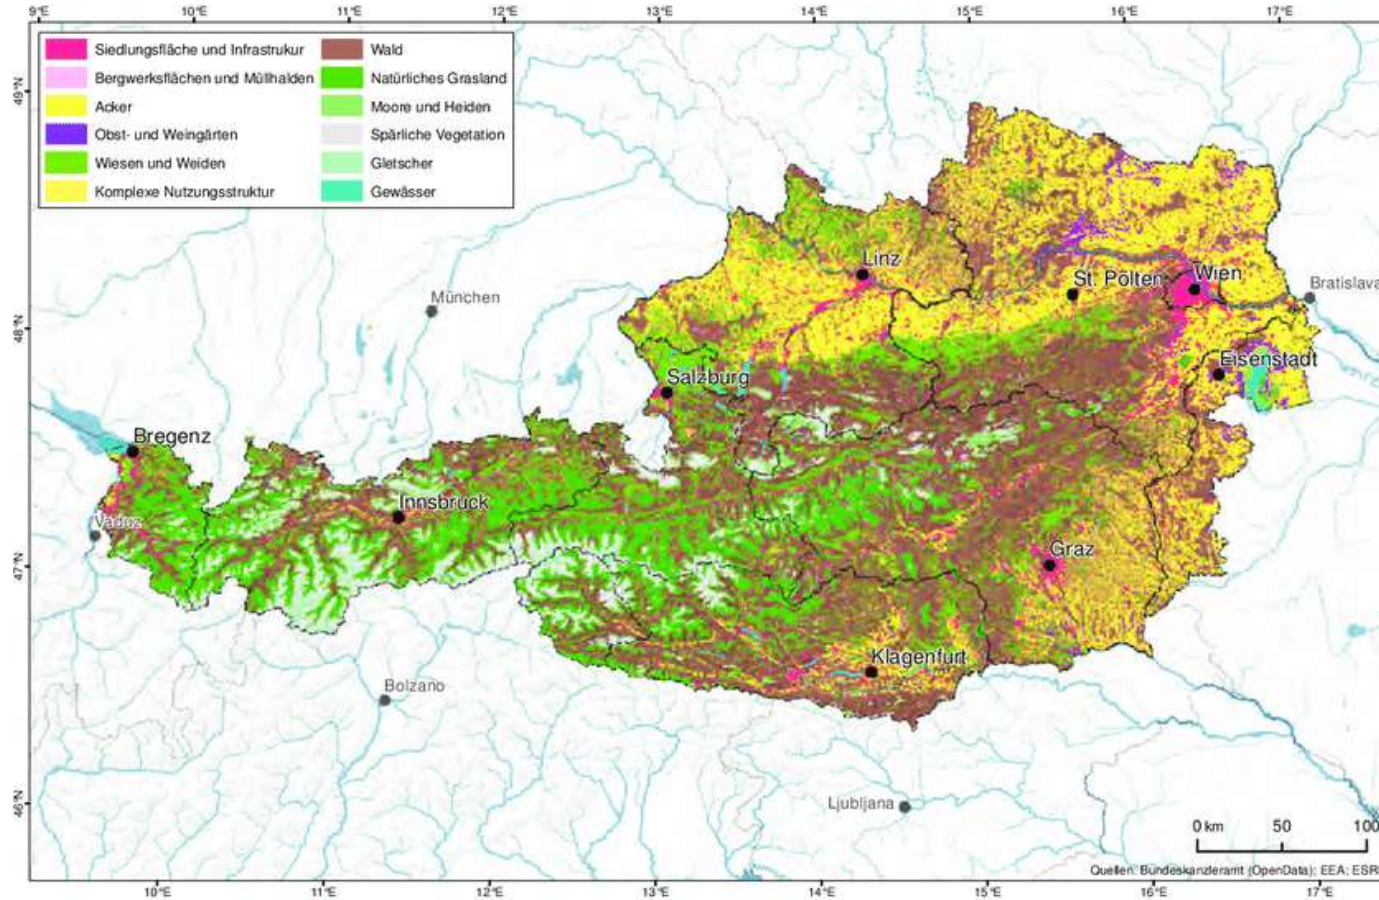 9°E 10°E 11°E 12°E 13°E 14°E 15°E 16°E 17°E
Siedlungsfläche und Infrastrukur
Bergwerksflächen und Müllhalden
Acker
Obst- und Weingärten
Wiesen und Weiden
Komplexe Nutzungsstruktur
Wald
Natürliches Grasland
Moore und Heiden
Spärliche Vegetation
Gletscher
Gewässer
49°N
48°N
47°N
46°N
Linz
St. Pölten
Wien
Bratislava
München
Eisenstadt
Salzburg
Bregenz
Innsbruck
Vaduz
Graz
Klagenfurt
Bolzano
Ljubljana
0 km 50 100
Quellen: Bundeskanzleramt (OpenData); EEA; ESR
10°E 11°E 12°E 13°E 14°E 15°E 16°E 17°E